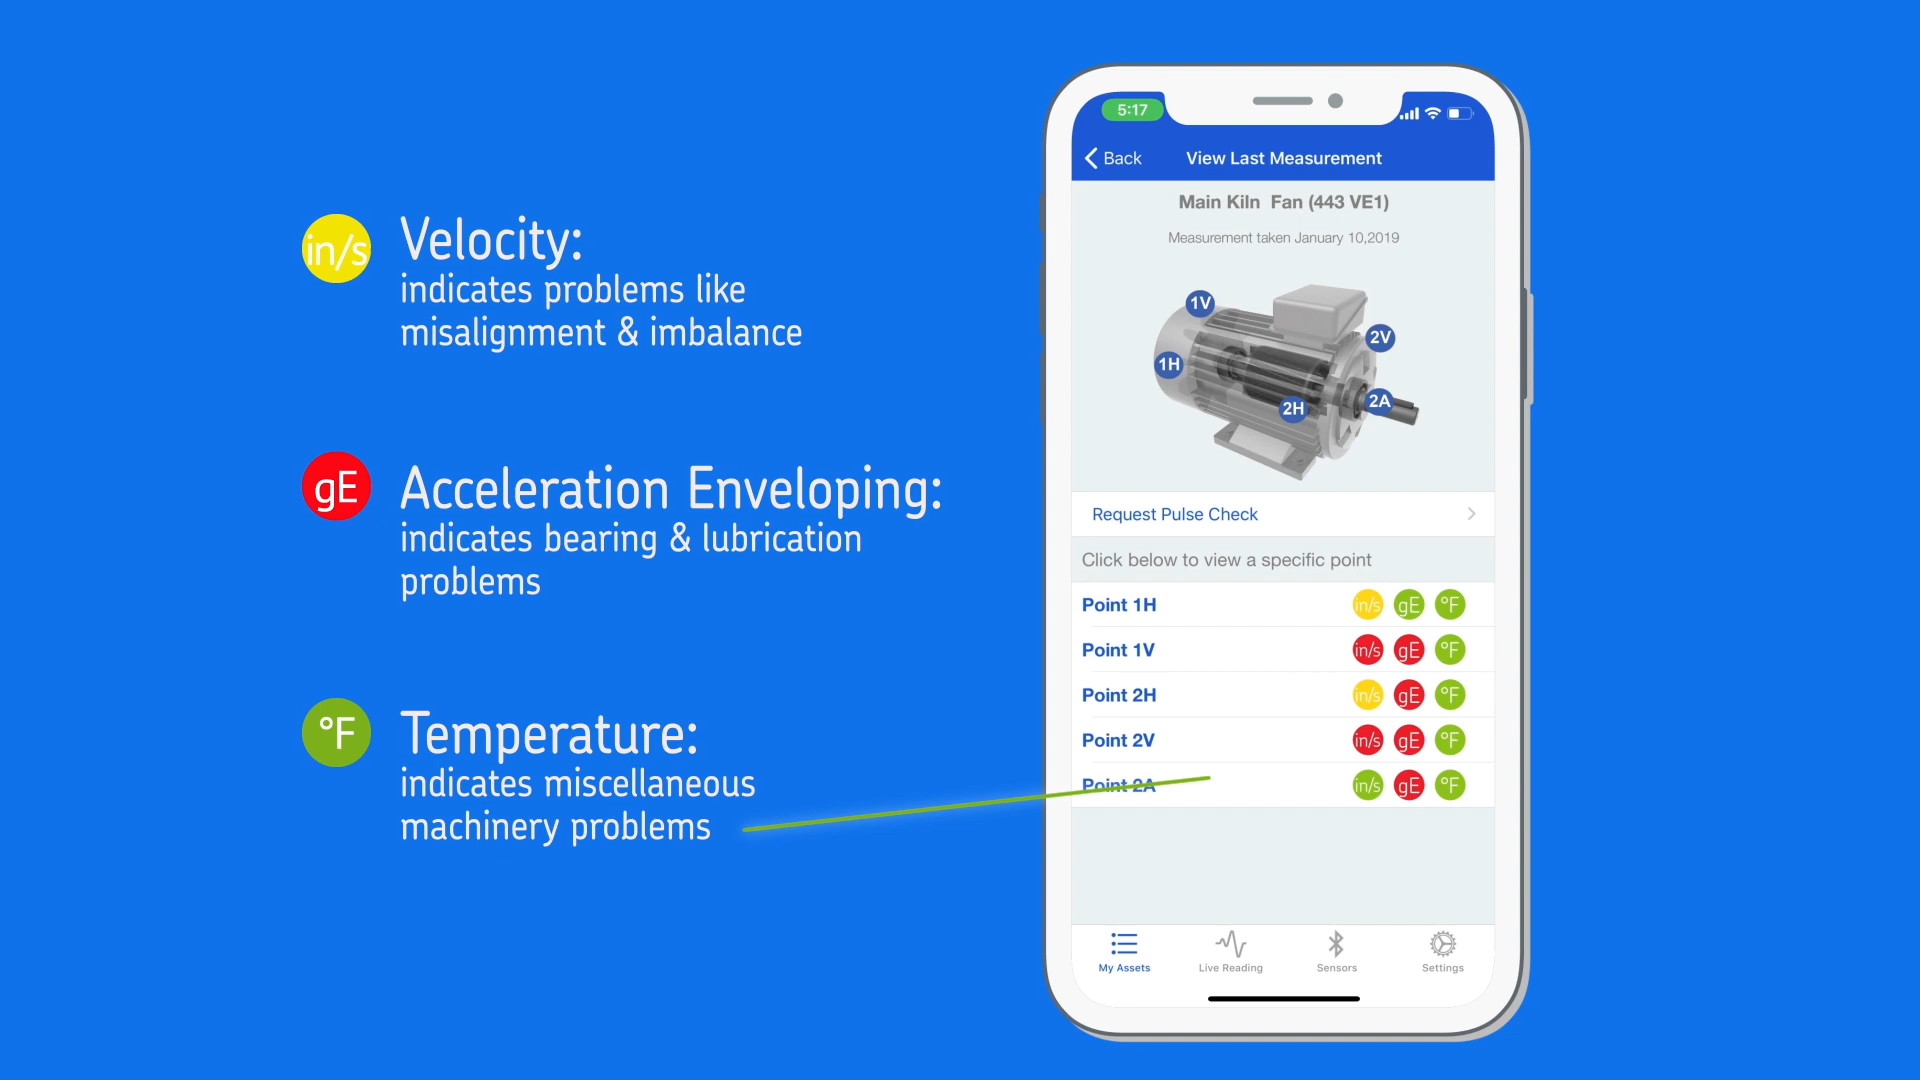 in/s
Velocity:
indicates problems like
misalignment & imbalance
gE
Acceleration Enveloping:
indicates bearing & lubrication
problems
°F
Temperature:
indicates miscellaneous
machinery problems
5:17
Back View Last Measurement
Main Kiln Fan (443 VE1)
Measurement taken January 10,2019
1V
2V
1H
2A
2H
Request Pulse Check
Click below to view a specific point
Point 1H in/s gE °F
Point 1V in/s gE °F
Point 2H in/s gE °F
Point 2V in/s gE °F
Point 2A in/s gE °F
My Assets Live Reading Sensors Settings